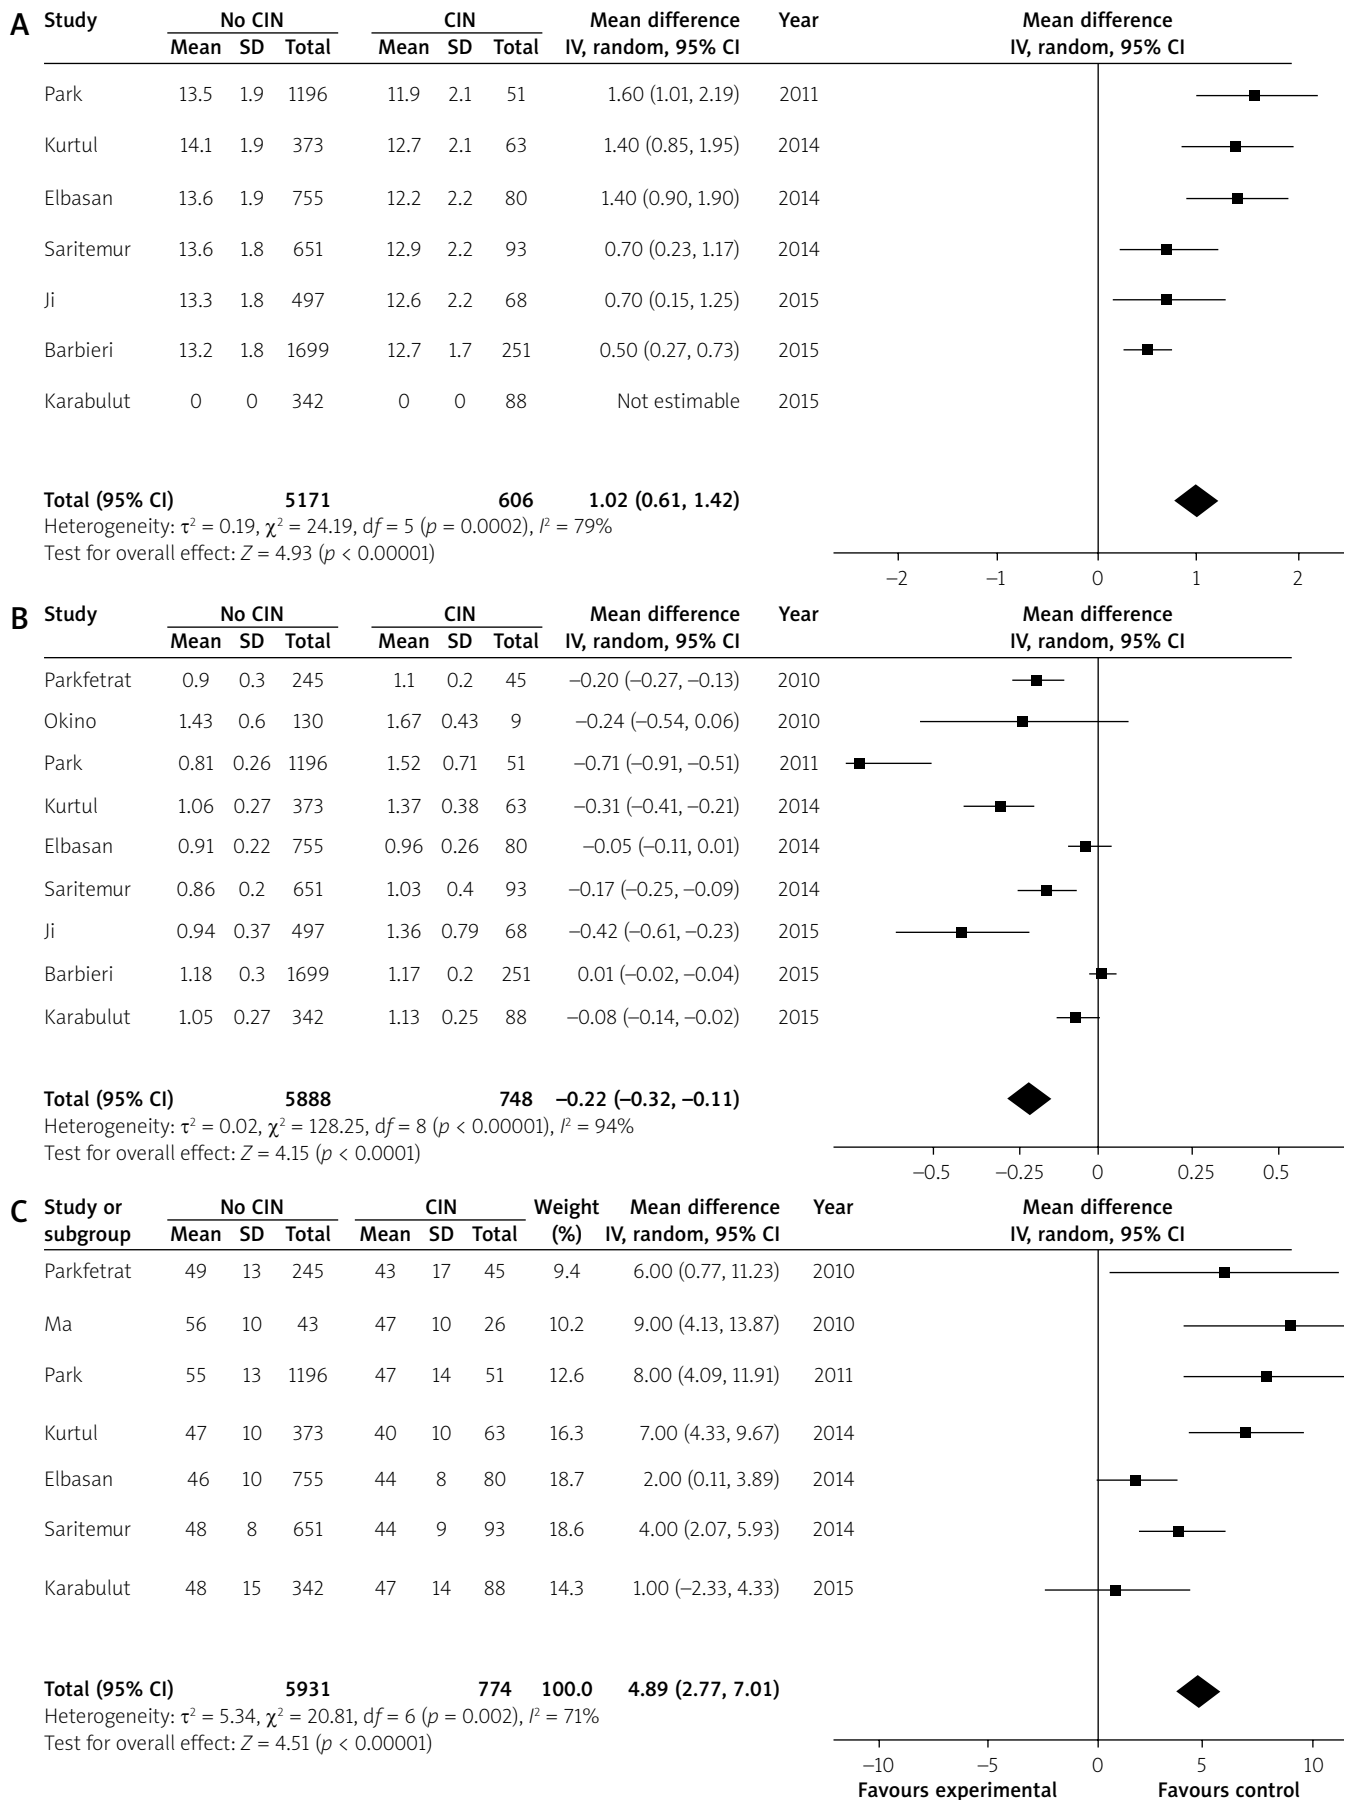 A Study No CIN CIN Mean difference Year Mean difference
Mean SD Total Mean SD Total IV, random, 95% CI IV, random, 95% CI
Park 13.5 1.9 1196 11.9 2.1 51 1.60 (1.01, 2.19) 2011
Kurtul 14.1 1.9 373 12.7 2.1 63 1.40 (0.85, 1.95) 2014
Elbasan 13.6 1.9 755 12.2 2.2 80 1.40 (0.90, 1.90) 2014
Saritemur 13.6 1.8 651 12.9 2.2 93 0.70 (0.23, 1.17) 2014
Ji 13.3 1.8 497 12.6 2.2 68 0.70 (0.15, 1.25) 2015
Barbieri 13.2 1.8 1699 12.7 1.7 251 0.50 (0.27, 0.73) 2015
Karabulut 0 0 342 0 0 88 Not estimable 2015
Total (95% CI) 5171 606 1.02 (0.61, 1.42)
Heterogeneity: τ² = 0.19, χ² = 24.19, df = 5 (p = 0.0002), I² = 79%
Test for overall effect: Z = 4.93 (p < 0.00001)
–2 –1 0 1 2
B Study No CIN CIN Mean difference Year Mean difference
Mean SD Total Mean SD Total IV, random, 95% CI IV, random, 95% CI
Parkfetrat 0.9 0.3 245 1.1 0.2 45 –0.20 (–0.27, –0.13) 2010
Okino 1.43 0.6 130 1.67 0.43 9 –0.24 (–0.54, 0.06) 2010
Park 0.81 0.26 1196 1.52 0.71 51 –0.71 (–0.91, –0.51) 2011
Kurtul 1.06 0.27 373 1.37 0.38 63 –0.31 (–0.41, –0.21) 2014
Elbasan 0.91 0.22 755 0.96 0.26 80 –0.05 (–0.11, 0.01) 2014
Saritemur 0.86 0.2 651 1.03 0.4 93 –0.17 (–0.25, –0.09) 2014
Ji 0.94 0.37 497 1.36 0.79 68 –0.42 (–0.61, –0.23) 2015
Barbieri 1.18 0.3 1699 1.17 0.2 251 0.01 (–0.02, –0.04) 2015
Karabulut 1.05 0.27 342 1.13 0.25 88 –0.08 (–0.14, –0.02) 2015
Total (95% CI) 5888 748 –0.22 (–0.32, –0.11)
Heterogeneity: τ² = 0.02, χ² = 128.25, df = 8 (p < 0.00001), I² = 94%
Test for overall effect: Z = 4.15 (p < 0.0001)
–0.5 –0.25 0 0.25 0.5
C Study or No CIN CIN Weight Mean difference Year Mean difference
subgroup Mean SD Total Mean SD Total (%) IV, random, 95% CI IV, random, 95% CI
Parkfetrat 49 13 245 43 17 45 9.4 6.00 (0.77, 11.23) 2010
Ma 56 10 43 47 10 26 10.2 9.00 (4.13, 13.87) 2010
Park 55 13 1196 47 14 51 12.6 8.00 (4.09, 11.91) 2011
Kurtul 47 10 373 40 10 63 16.3 7.00 (4.33, 9.67) 2014
Elbasan 46 10 755 44 8 80 18.7 2.00 (0.11, 3.89) 2014
Saritemur 48 8 651 44 9 93 18.6 4.00 (2.07, 5.93) 2014
Karabulut 48 15 342 47 14 88 14.3 1.00 (–2.33, 4.33) 2015
Total (95% CI) 5931 774 100.0 4.89 (2.77, 7.01)
Heterogeneity: τ² = 5.34, χ² = 20.81, df = 6 (p = 0.002), I² = 71%
Test for overall effect: Z = 4.51 (p < 0.00001)
–10 –5 0 5 10
Favours experimental Favours control